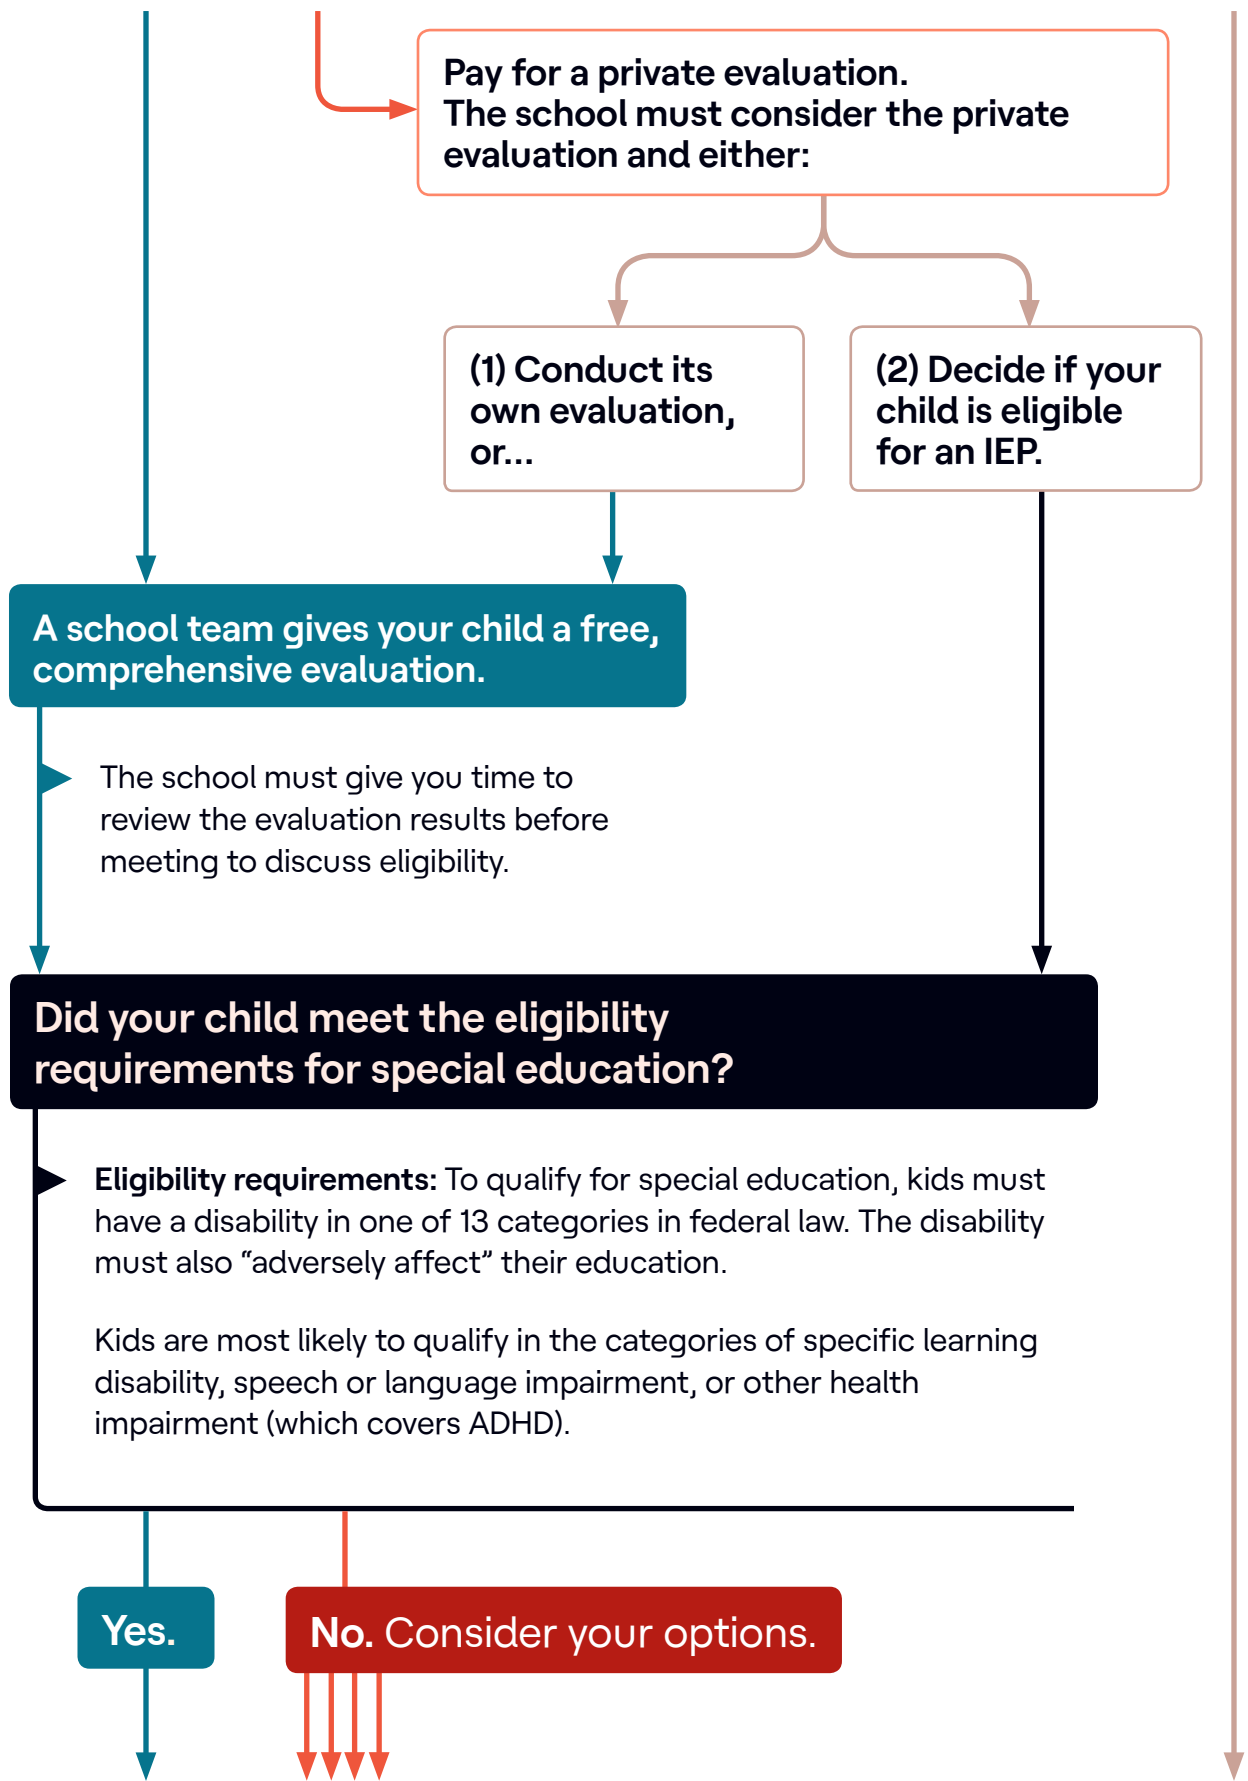 Pay for a private evaluation.
The school must consider the private
evaluation and either:
(1) Conduct its
own evaluation,
or...
(2) Decide if your
child is eligible
for an IEP.
A school team gives your child a free,
comprehensive evaluation.
The school must give you time to
review the evaluation results before
meeting to discuss eligibility.
Did your child meet the eligibility
requirements for special education?
Eligibility requirements: To qualify for special education, kids must
have a disability in one of 13 categories in federal law. The disability
must also “adversely affect” their education.
Kids are most likely to qualify in the categories of specific learning
disability, speech or language impairment, or other health
impairment (which covers ADHD).
Yes.
No. Consider your options.